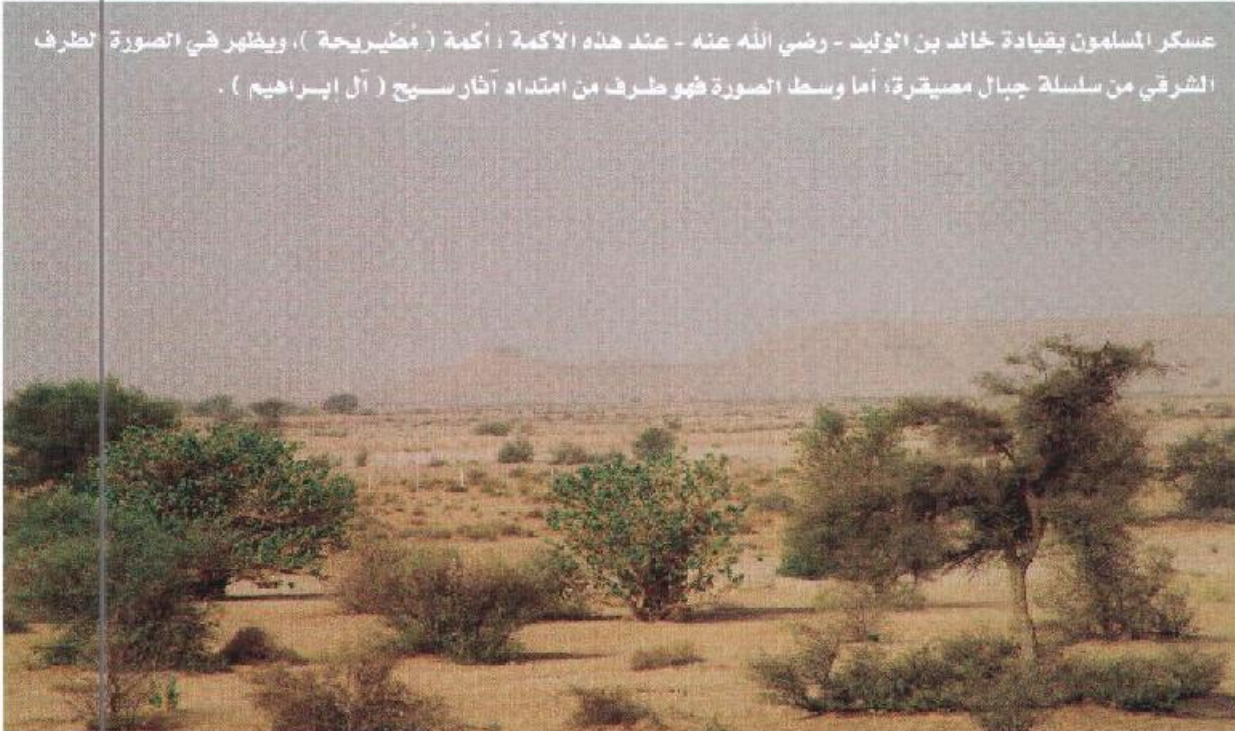 عسكر المسلمون بقيادة خالد بن الوليد - رضي الله عنه - عند هذه الأكمة ؛ أكمة ( مُطيريحة )، ويظهر في الصورة الطرف
الشرقي من سلسلة جبال مصيقرة؛ أما وسط الصورة فهو طرف من امتداد آثار سيح ( آل إبراهيم ) .